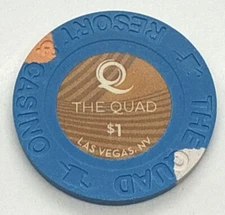 Q
THE QUAD
$1
LAS VEGAS, NV
THE QUAD
RESORT
CASINO